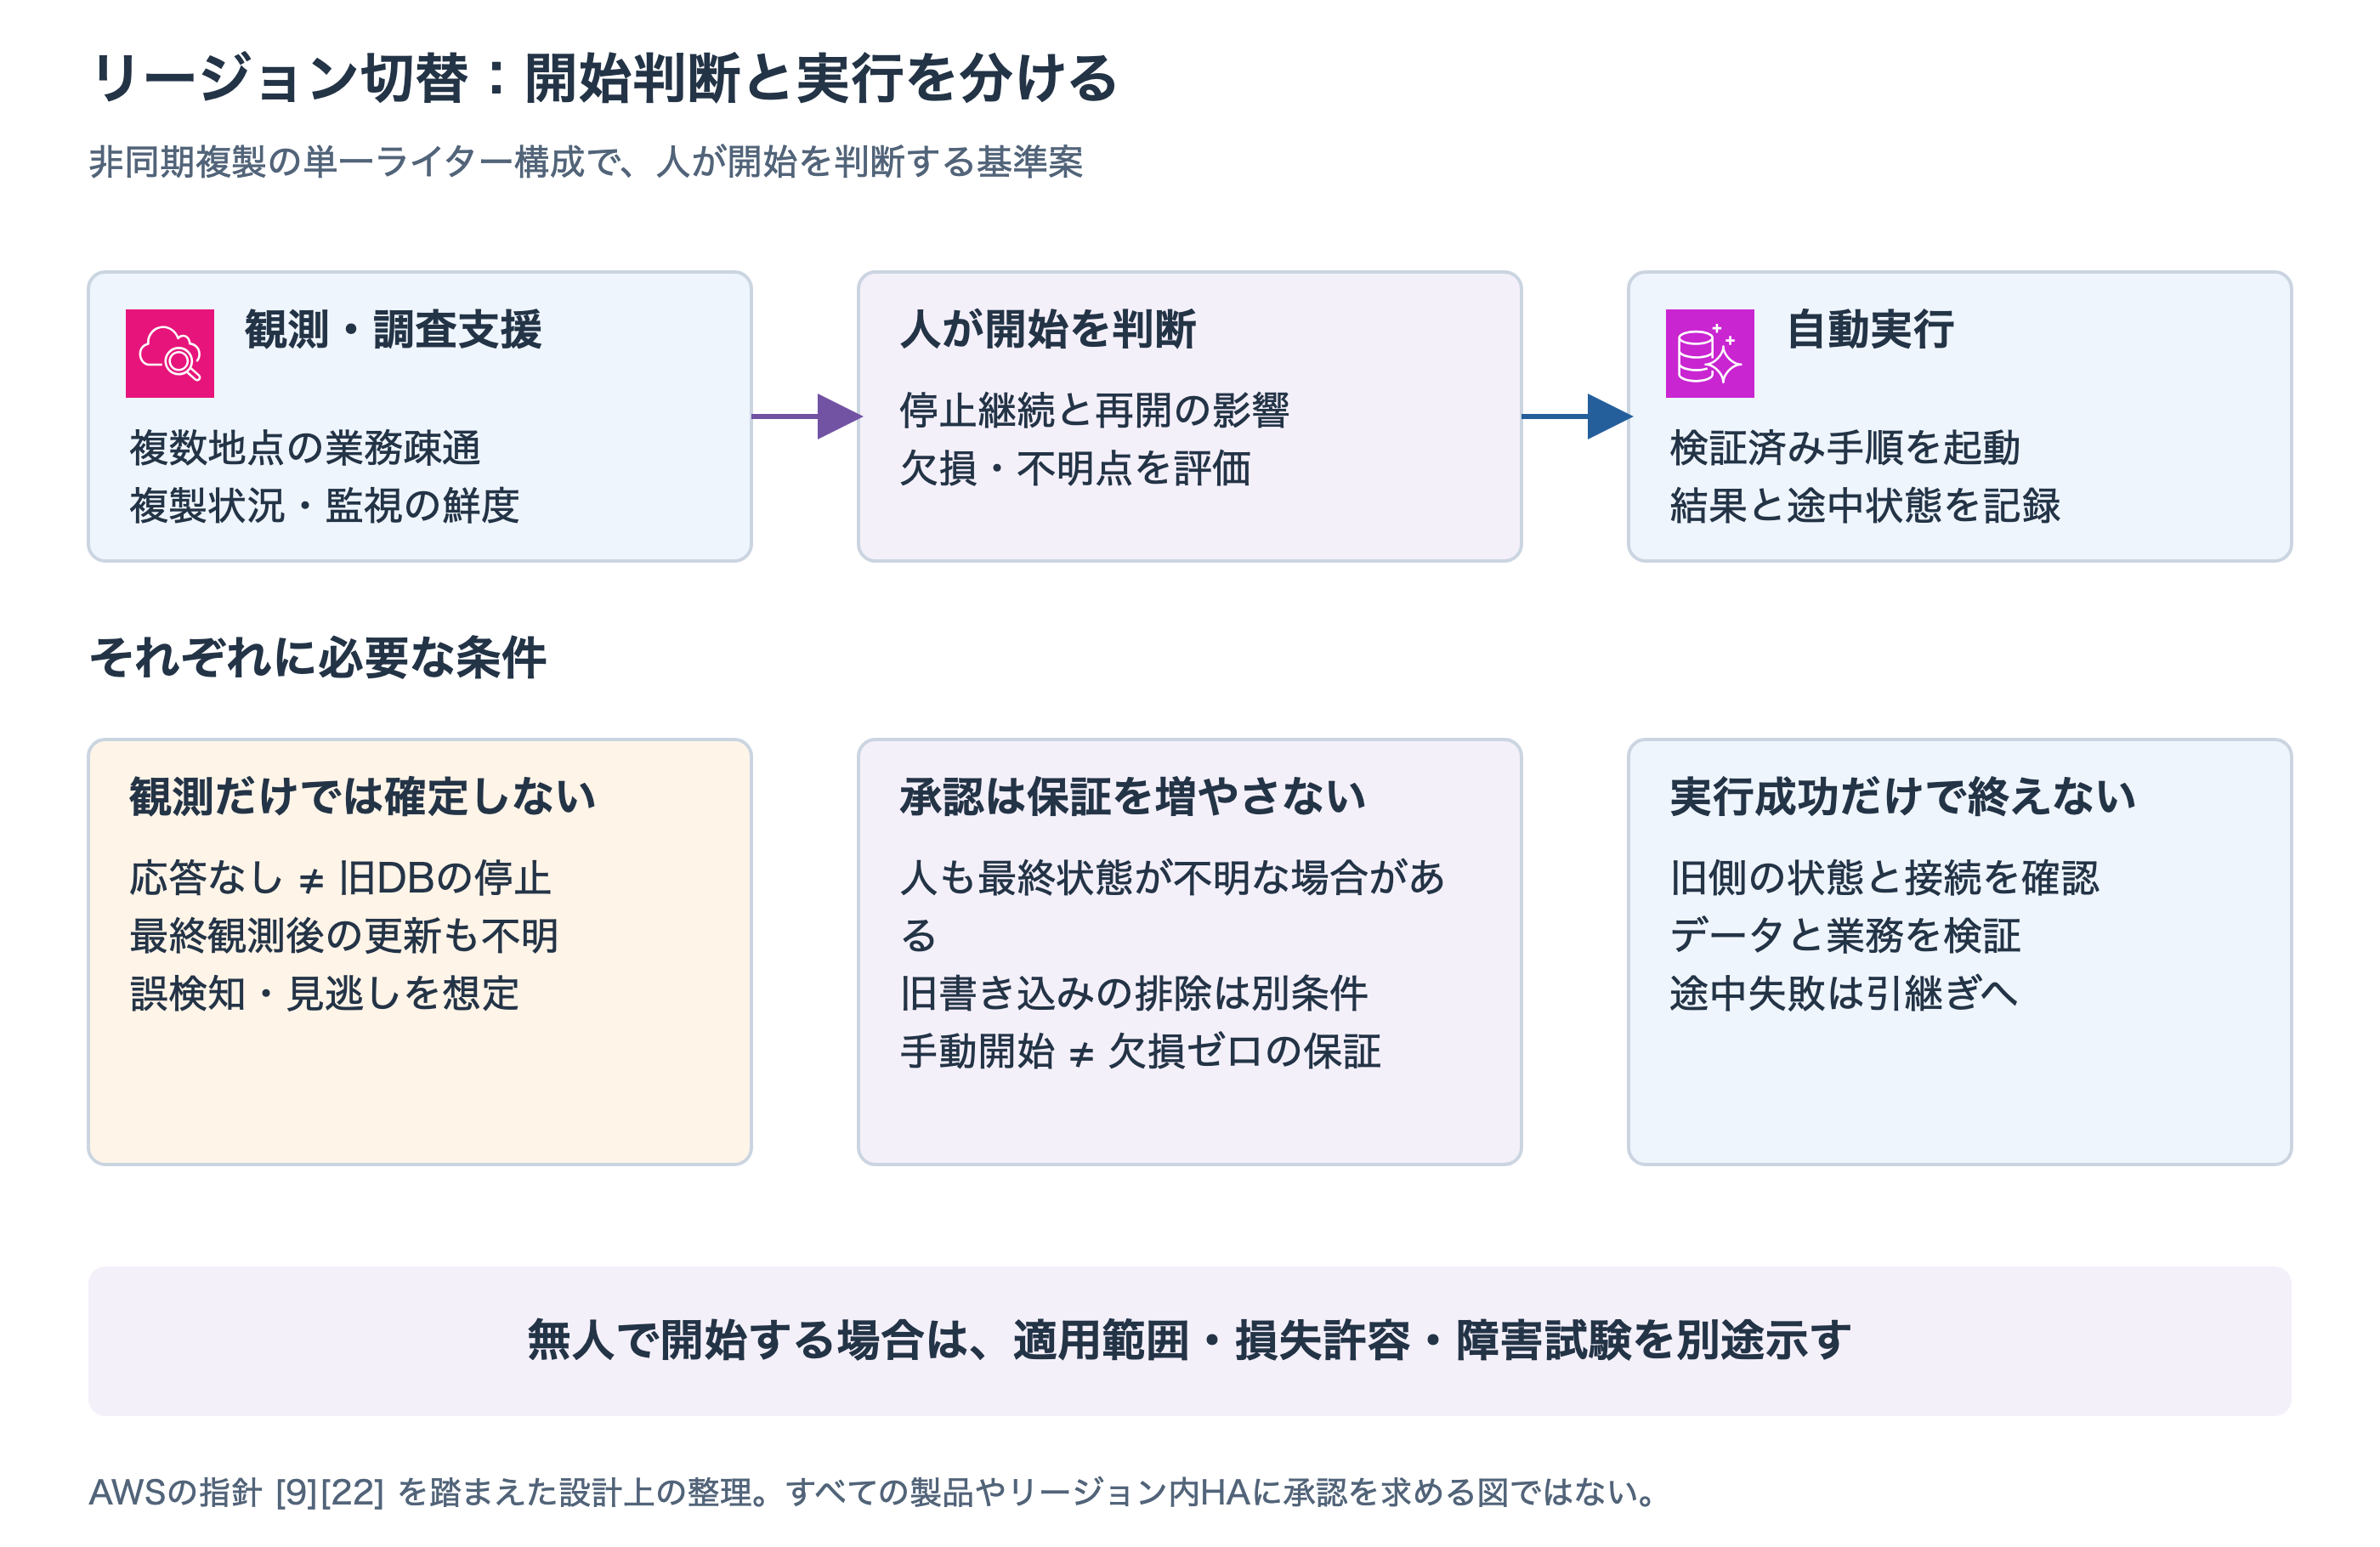 リージョン切替：開始判断と実行を分ける
非同期複製の単一ライター構成で、人が開始を判断する基準案
観測・調査支援
複数地点の業務疎通
複製状況・監視の鮮度
人が開始を判断
停止継続と再開の影響
欠損・不明点を評価
自動実行
検証済み手順を起動
結果と途中状態を記録
それぞれに必要な条件
観測だけでは確定しない
応答なし ≠ 旧DBの停止
最終観測後の更新も不明
誤検知・見逃しを想定
承認は保証を増やさない
人も最終状態が不明な場合があ
る
旧書き込みの排除は別条件
手動開始 ≠ 欠損ゼロの保証
実行成功だけで終えない
旧側の状態と接続を確認
データと業務を検証
途中失敗は引継ぎへ
無人で開始する場合は、適用範囲・損失許容・障害試験を別途示す
AWSの指針 [9][22] を踏まえた設計上の整理。すべての製品やリージョン内HAに承認を求める図ではない。